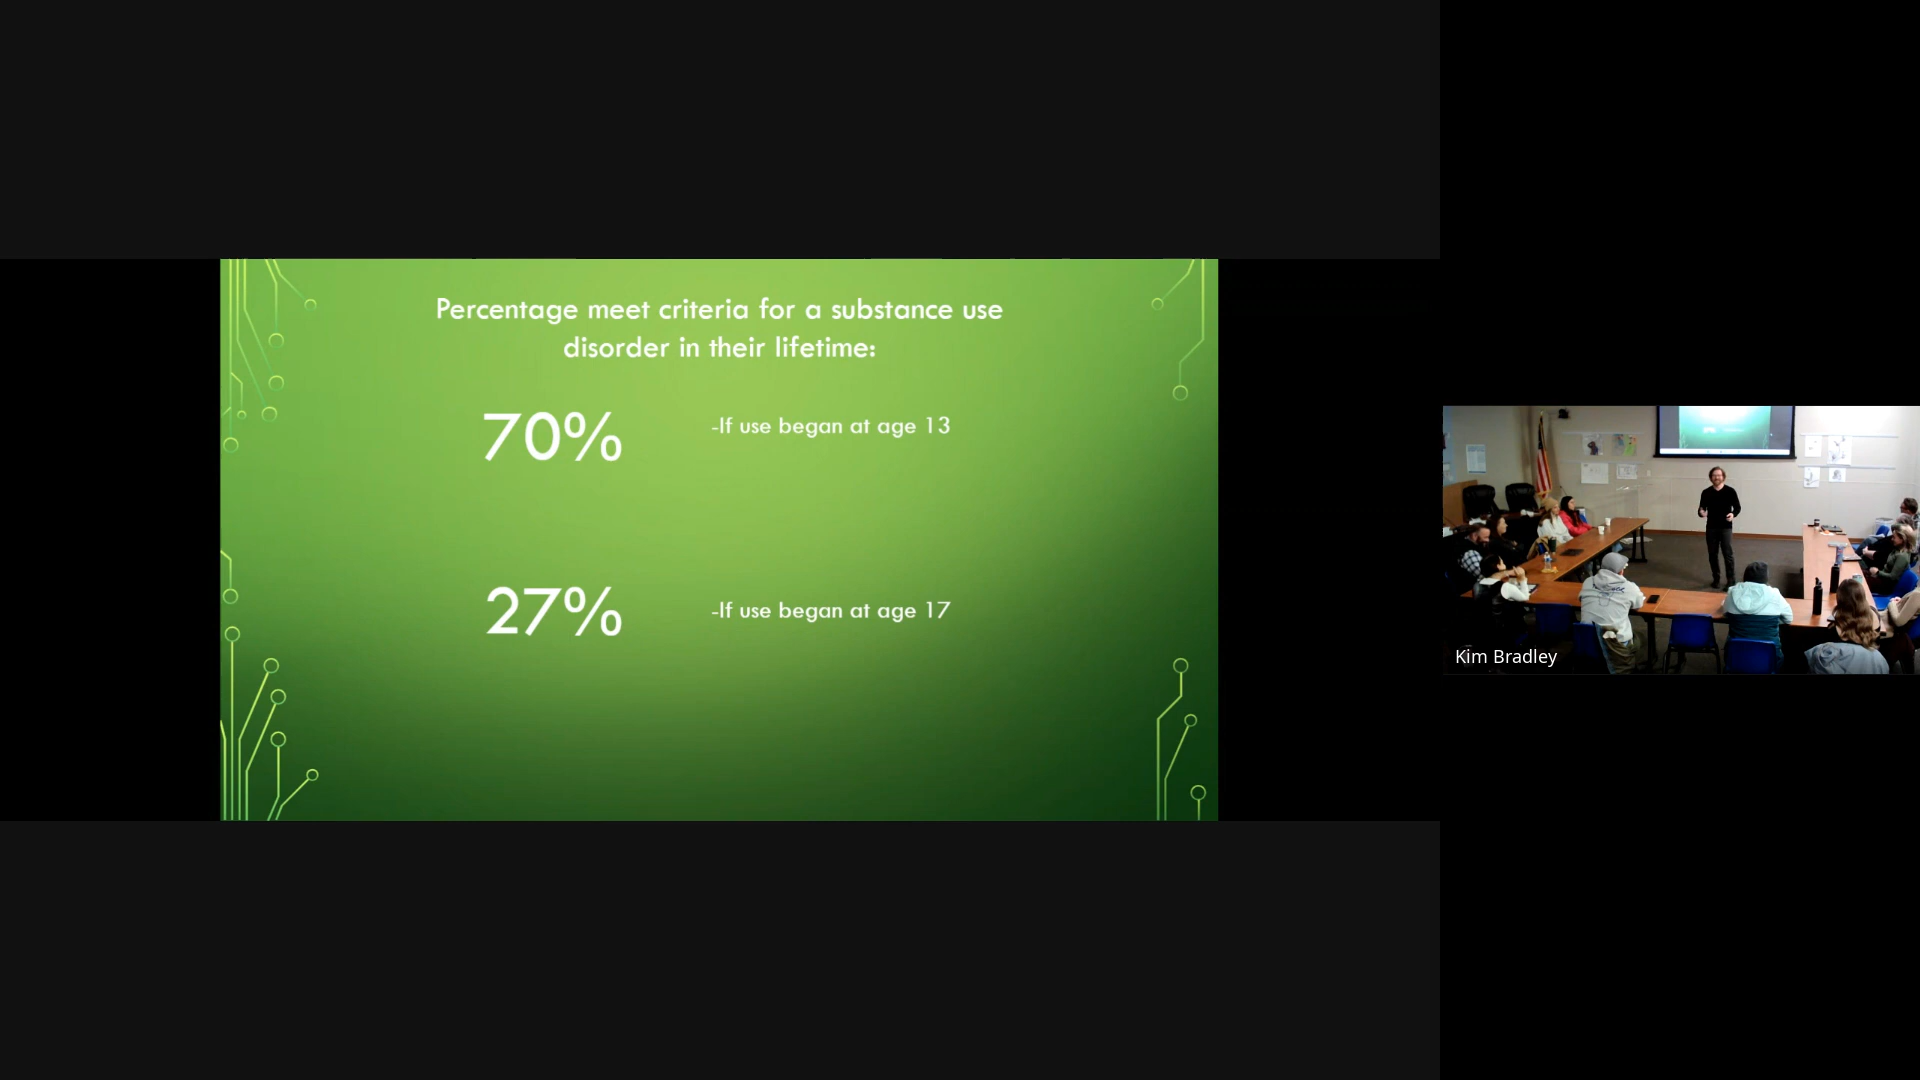 Percentage meet criteria for a substance use
disorder in their lifetime:
70%
-If use began at age 13
27%
-If use began at age 17
Kim Bradley